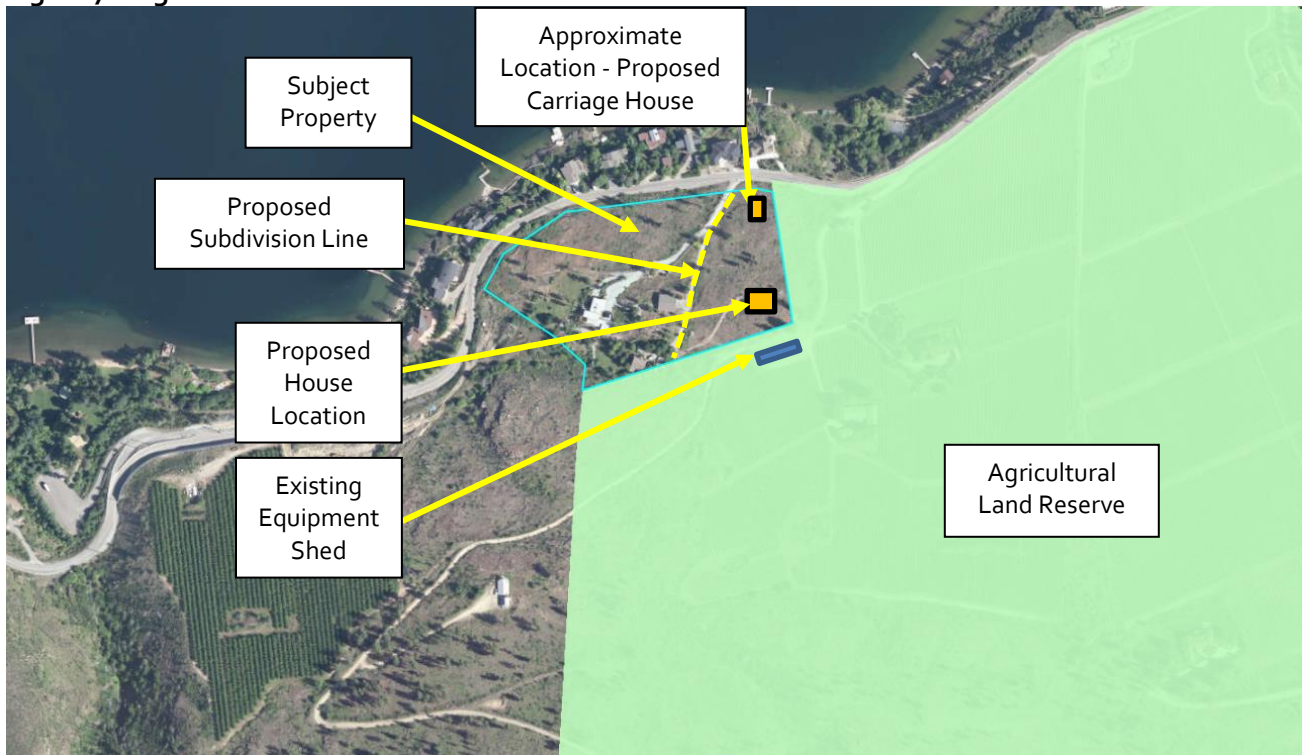 Approximate
Location - Proposed
Carriage House
Subject
Property
Proposed
Subdivision Line
Proposed
House
Location
Existing
Equipment
Shed
Agricultural
Land Reserve